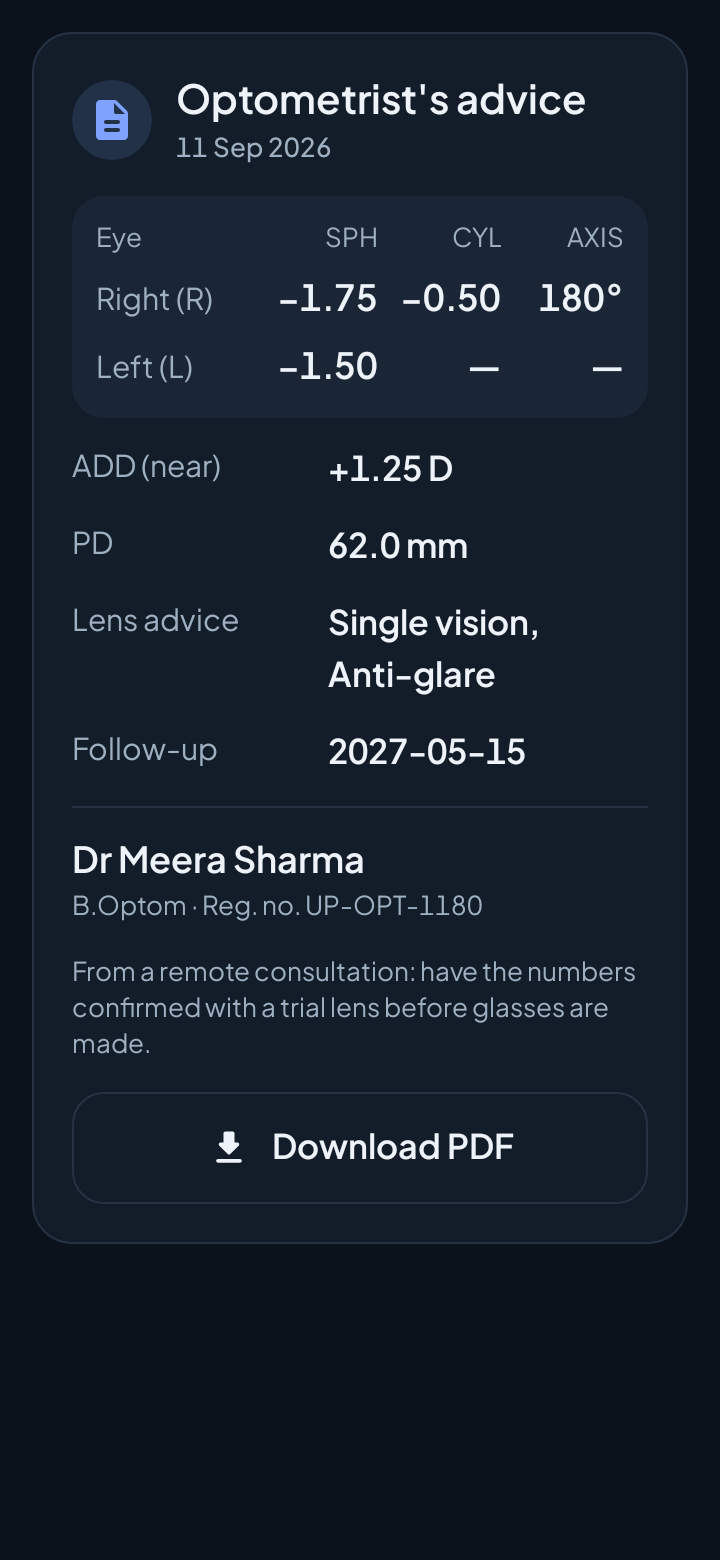 Optometrist's advice
11 Sep 2026
Eye SPH CYL AXIS
Right (R) −1.75 −0.50 180°
Left (L) −1.50 — —
ADD (near) +1.25 D
PD 62.0 mm
Lens advice Single vision,
Anti-glare
Follow-up 2027-05-15
Dr Meera Sharma
B.Optom · Reg. no. UP-OPT-1180
From a remote consultation: have the numbers
confirmed with a trial lens before glasses are
made.
Download PDF